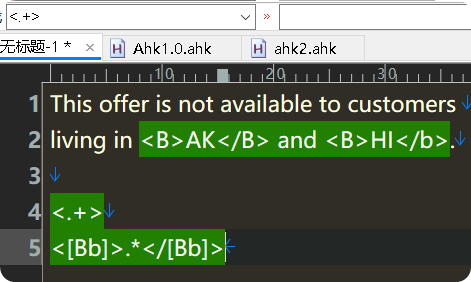 <.+>
»
无标题-1 *
×
Ahk1.0.ahk
ahk2.ahk
10 20 30
1 This offer is not available to customers↓
2 living in <B>AK</B> and <B>HI</b>.↓
3 ↓
4 <.+>↓
5 <[Bb]>.*</[Bb]>←